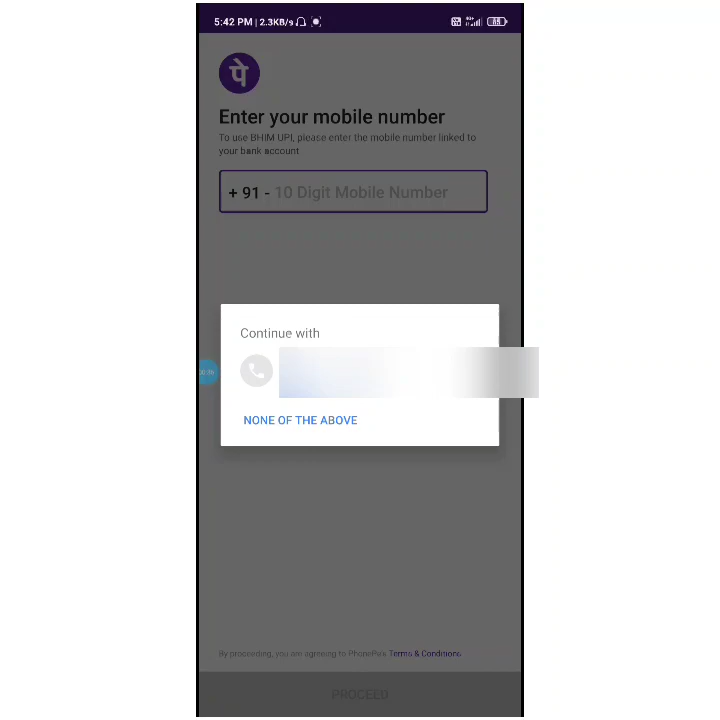 5:42 PM | 2.3KB/s
पे
Enter your mobile number
To use BHIM UPI, please enter the mobile number linked to
your bank account
+ 91 - 10 Digit Mobile Number
Continue with
NONE OF THE ABOVE
By proceeding, you are agreeing to PhonePe's Terms & Conditions
PROCEED